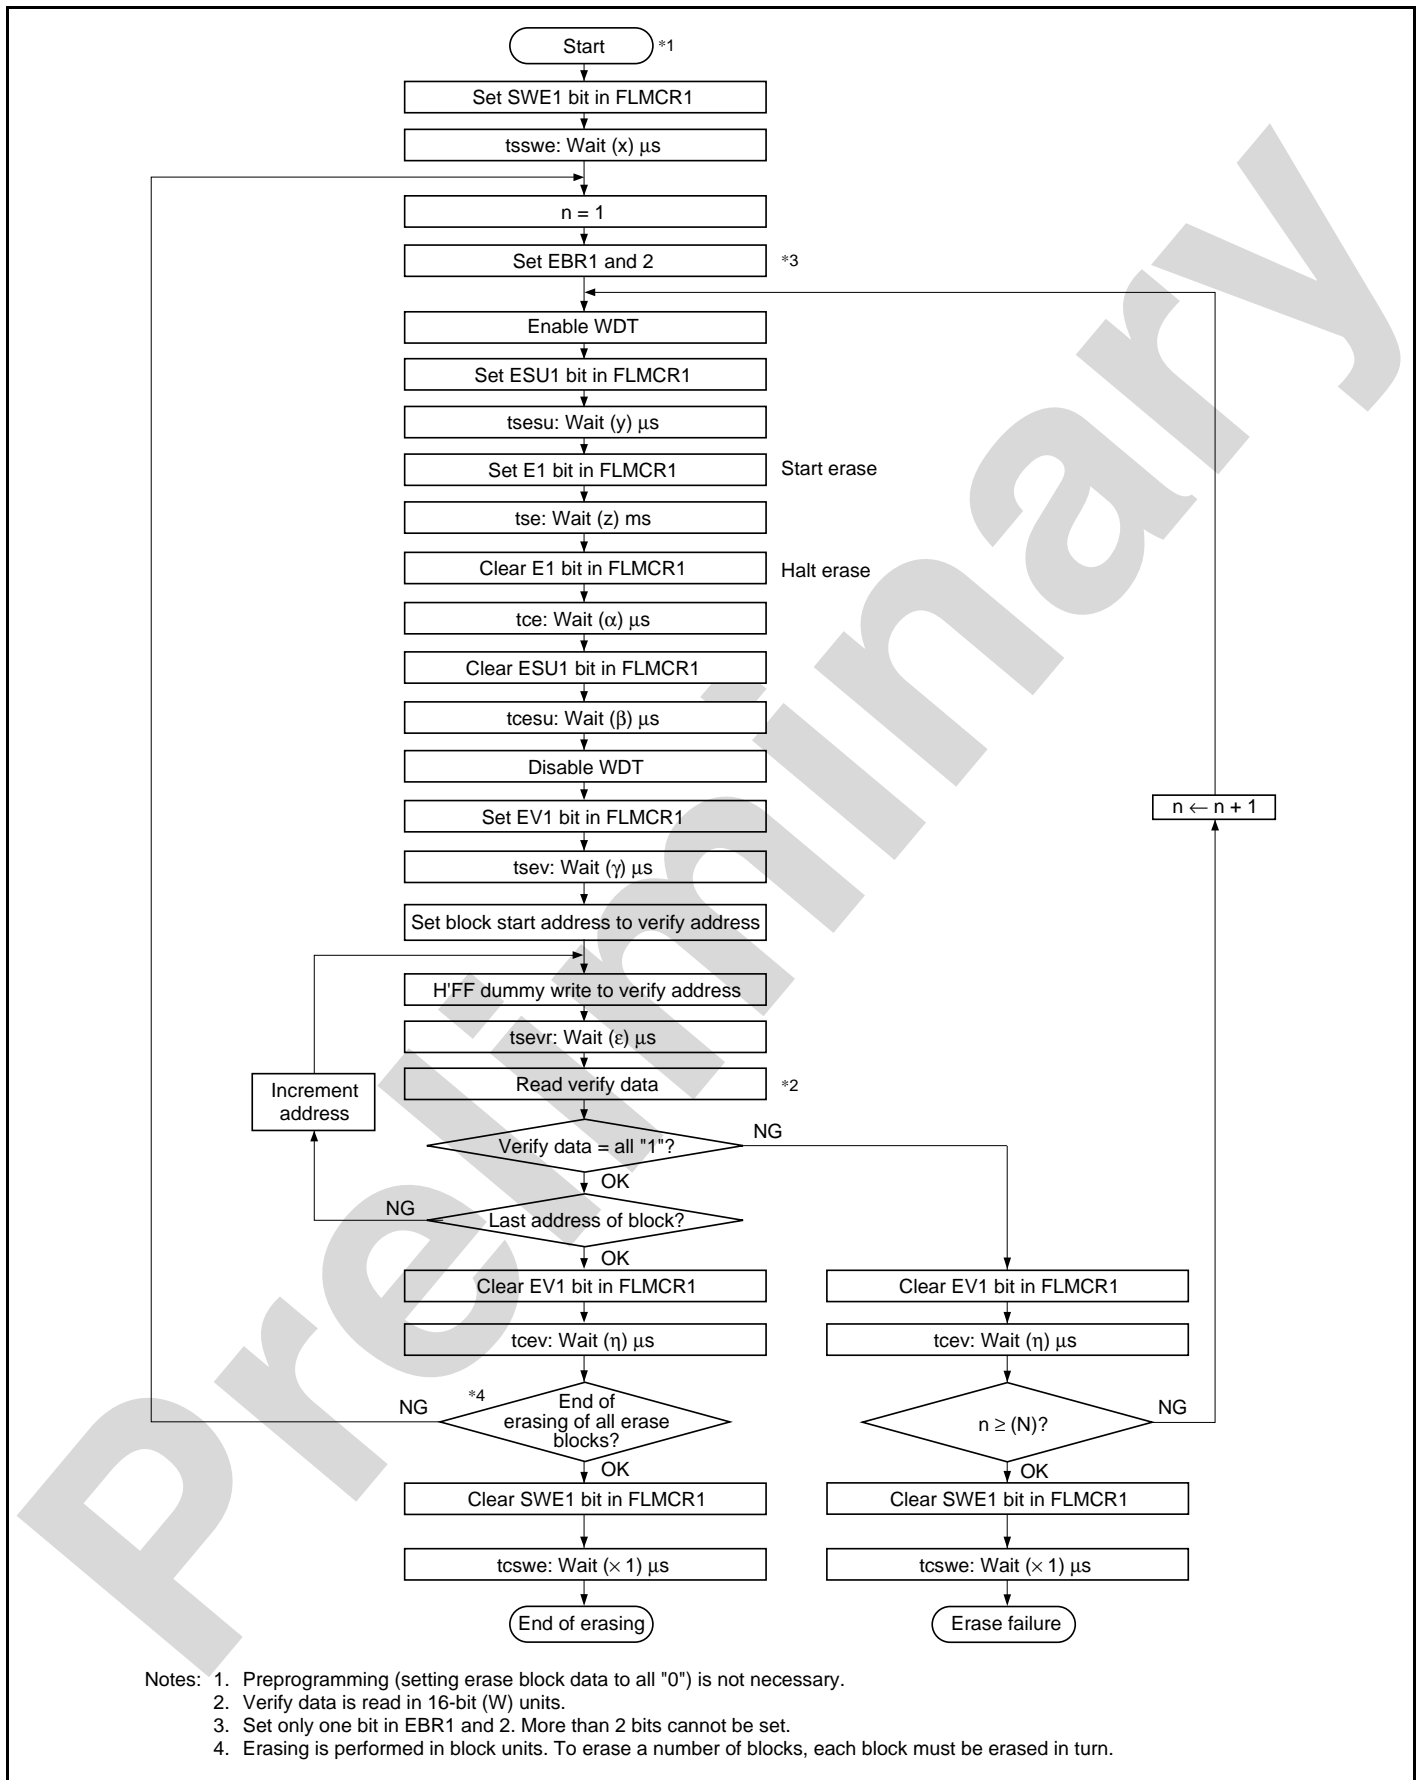 Start *1
Set SWE1 bit in FLMCR1
tsswe: Wait (x) µs
n = 1
Set EBR1 and 2 *3
Enable WDT
Set ESU1 bit in FLMCR1
tsesu: Wait (y) µs
Set E1 bit in FLMCR1 Start erase
tse: Wait (z) ms
Clear E1 bit in FLMCR1 Halt erase
tce: Wait (α) µs
Clear ESU1 bit in FLMCR1
tcesu: Wait (β) µs
Disable WDT
Set EV1 bit in FLMCR1
n ← n + 1
tsev: Wait (γ) µs
Set block start address to verify address
H'FF dummy write to verify address
tsevr: Wait (ε) µs
Read verify data *2
Increment
address
Verify data = all "1"? NG
OK
NG Last address of block?
OK
Clear EV1 bit in FLMCR1 Clear EV1 bit in FLMCR1
tcev: Wait (η) µs tcev: Wait (η) µs
*4
NG End of
erasing of all erase
blocks?
n ≥ (N)? NG
OK OK
Clear SWE1 bit in FLMCR1 Clear SWE1 bit in FLMCR1
tcswe: Wait (× 1) µs tcswe: Wait (× 1) µs
End of erasing Erase failure
Notes: 1. Preprogramming (setting erase block data to all "0") is not necessary.
2. Verify data is read in 16-bit (W) units.
3. Set only one bit in EBR1 and 2. More than 2 bits cannot be set.
4. Erasing is performed in block units. To erase a number of blocks, each block must be erased in turn.
Preliminary